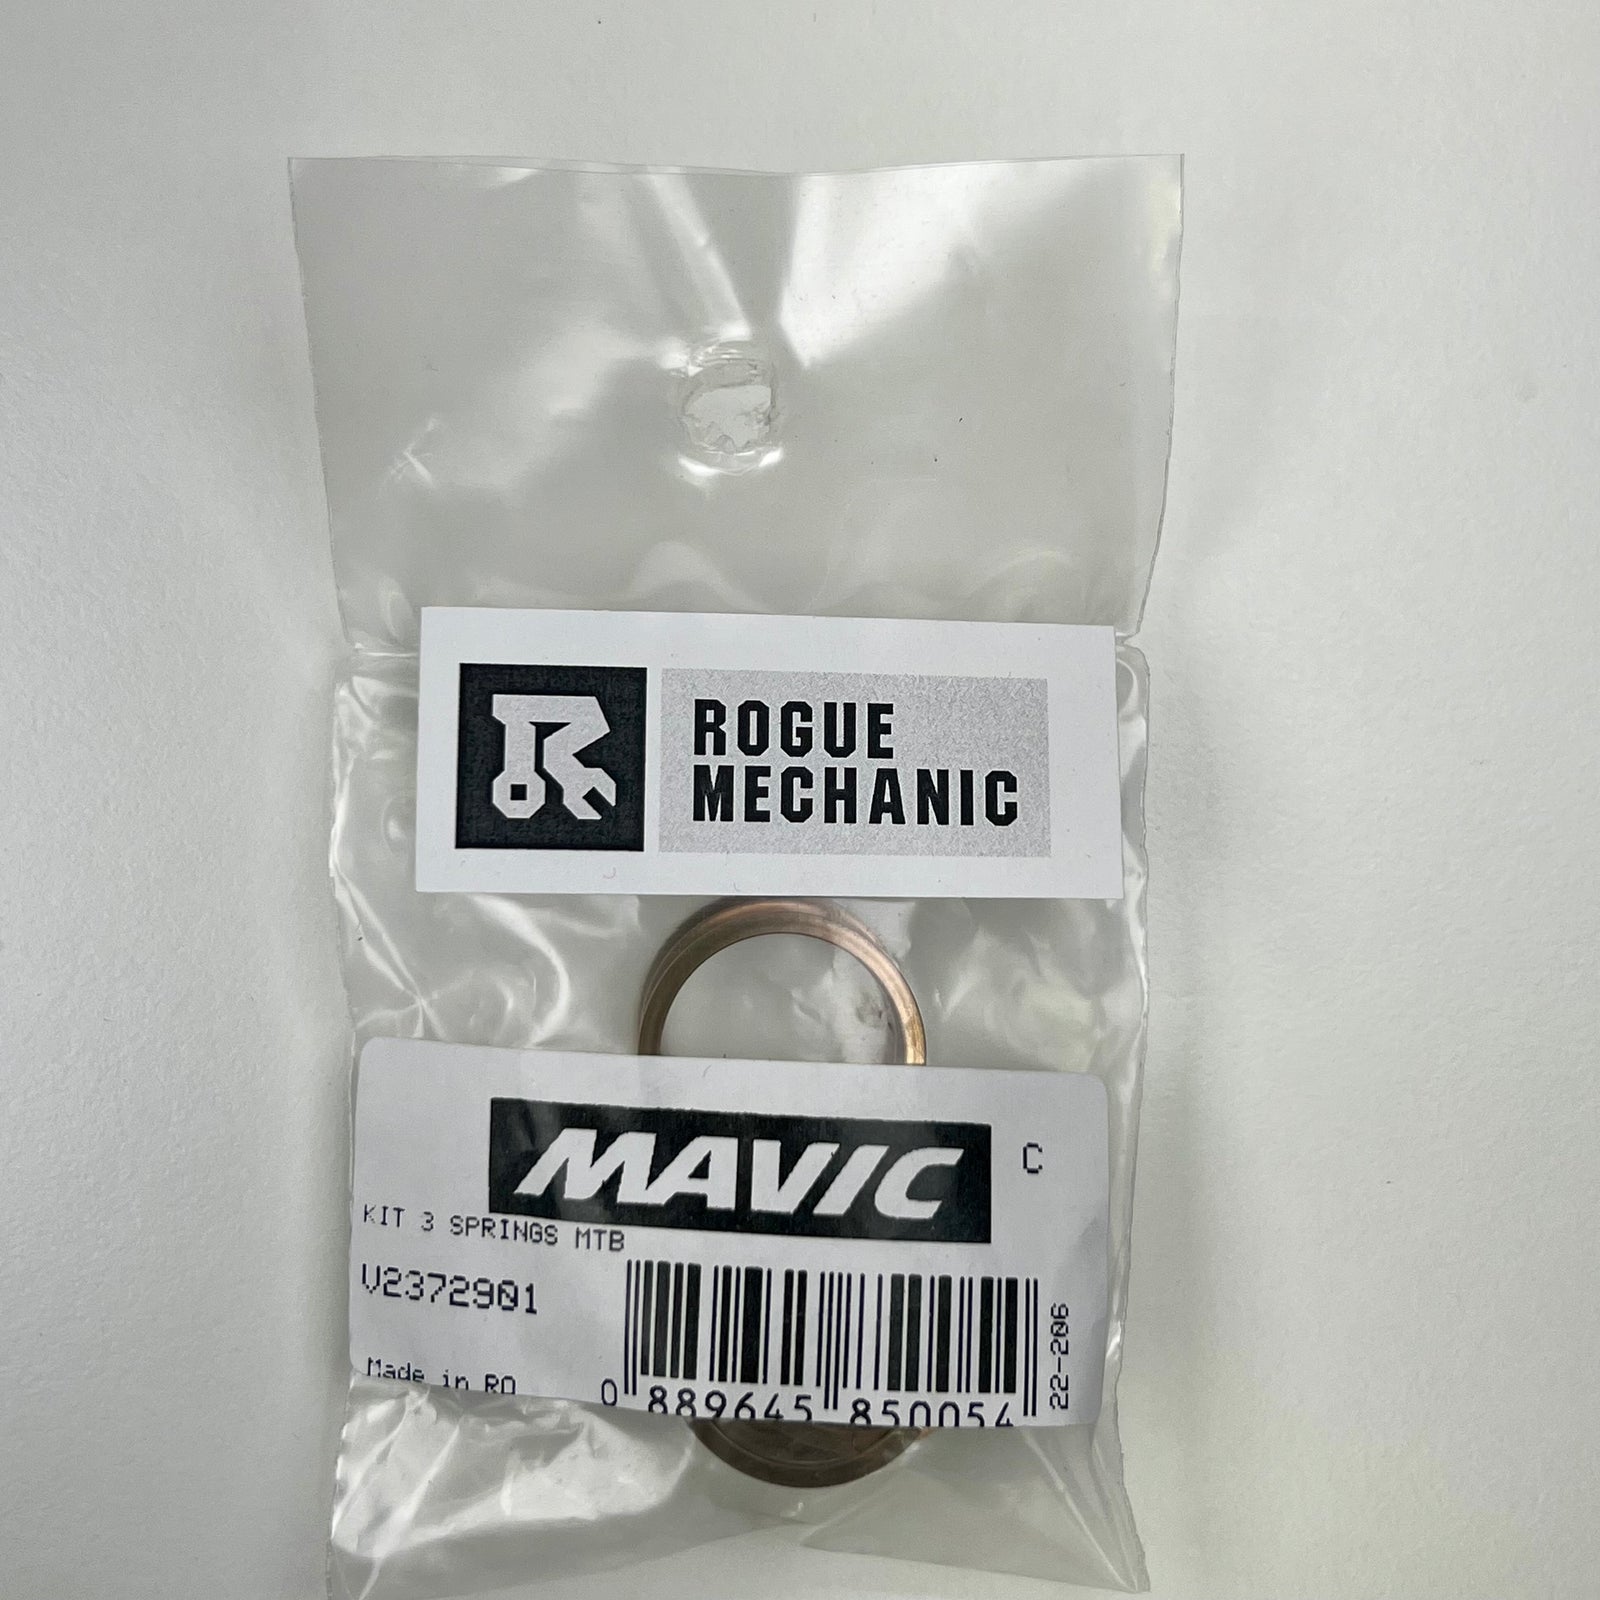 ROGUE
MECHANIC
MAVIC
C
KIT 3 SPRINGS MTB
V2372901
Made in RO
0 889645 850054
22-206